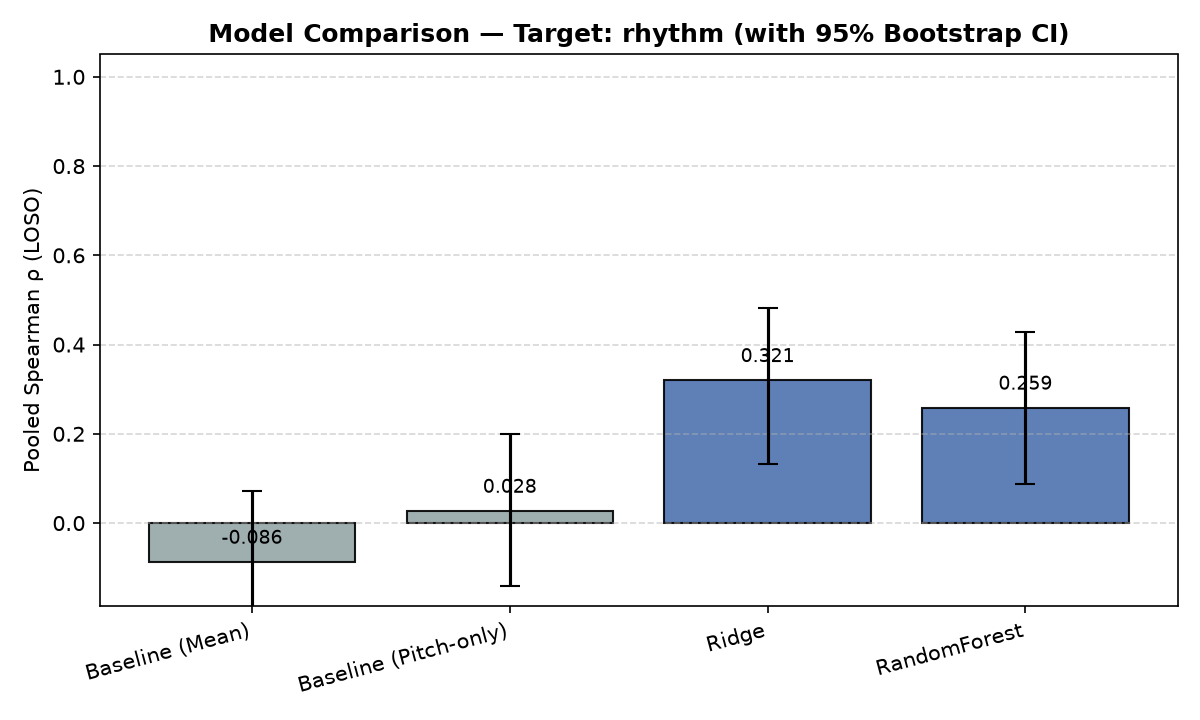 Model Comparison — Target: rhythm (with 95% Bootstrap CI)
Pooled Spearman ρ (LOSO)
1.0
0.8
0.6
0.4
0.2
0.0
-0.086
0.028
0.321
0.259
Baseline (Mean)
Baseline (Pitch-only)
Ridge
RandomForest